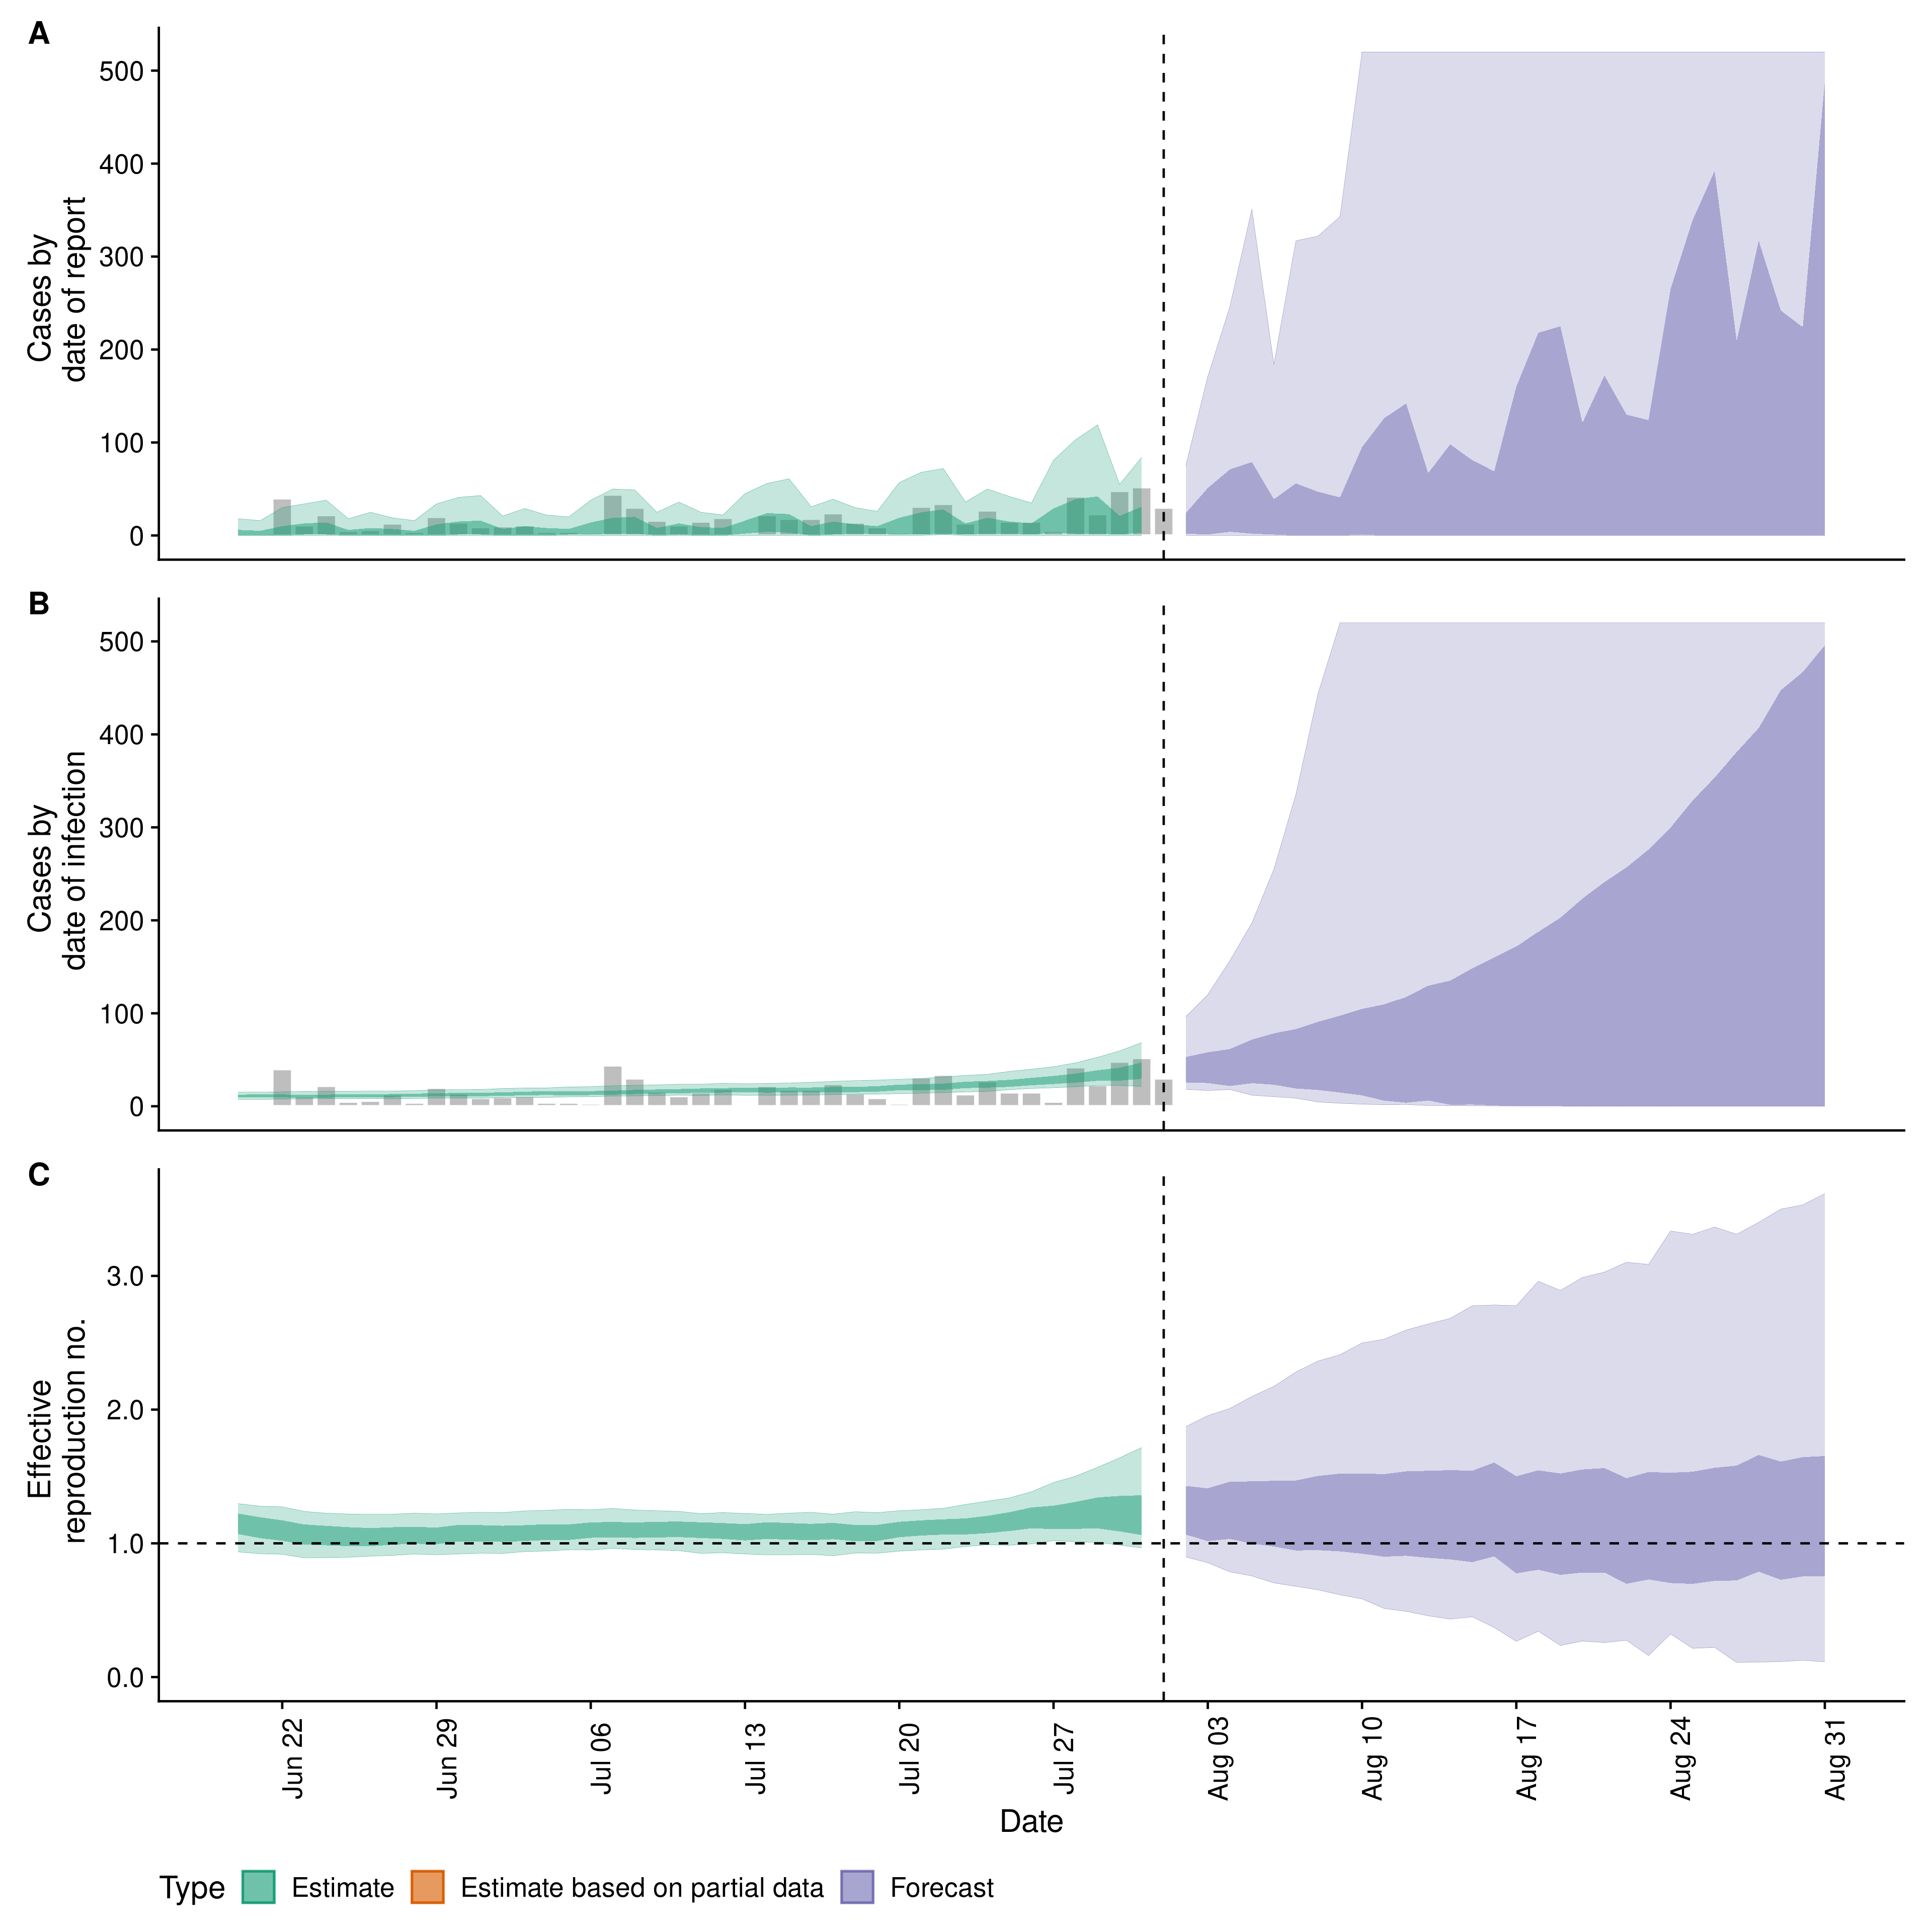 A
Cases by
date of report
500
400
300
200
100
0
B
Cases by
date of infection
500
400
300
200
100
0
C
Effective
reproduction no.
3.0
2.0
1.0
0.0
Jun 22
Jun 29
Jul 06
Jul 13
Jul 20
Jul 27
Aug 03
Aug 10
Aug 17
Aug 24
Aug 31
Date
Type Estimate Estimate based on partial data Forecast